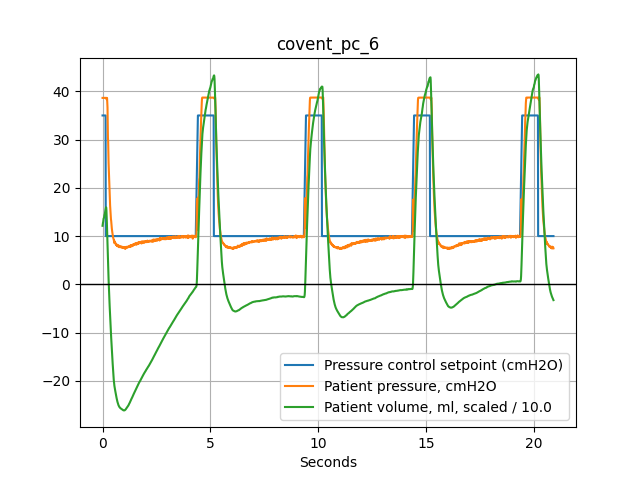 covent_pc_6
40
30
20
10
0
−10
−20
0
5
10
15
20
Seconds
Pressure control setpoint (cmH2O)
Patient pressure, cmH2O
Patient volume, ml, scaled / 10.0